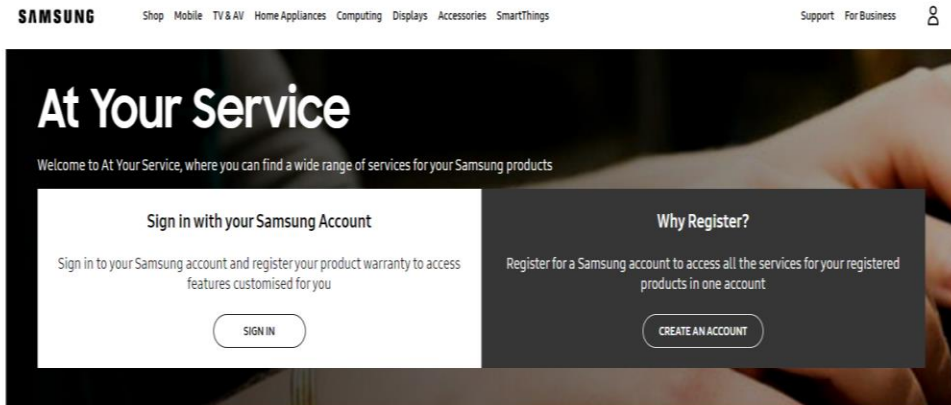 SAMSUNG Shop Mobile TV & AV Home Appliances Computing Displays Accessories SmartThings Support For Business
At Your Service
Welcome to At Your Service, where you can find a wide range of services for your Samsung products
Sign in with your Samsung Account
Sign in to your Samsung account and register your product warranty to access
features customised for you
SIGN IN
Why Register?
Register for a Samsung account to access all the services for your registered
products in one account
CREATE AN ACCOUNT